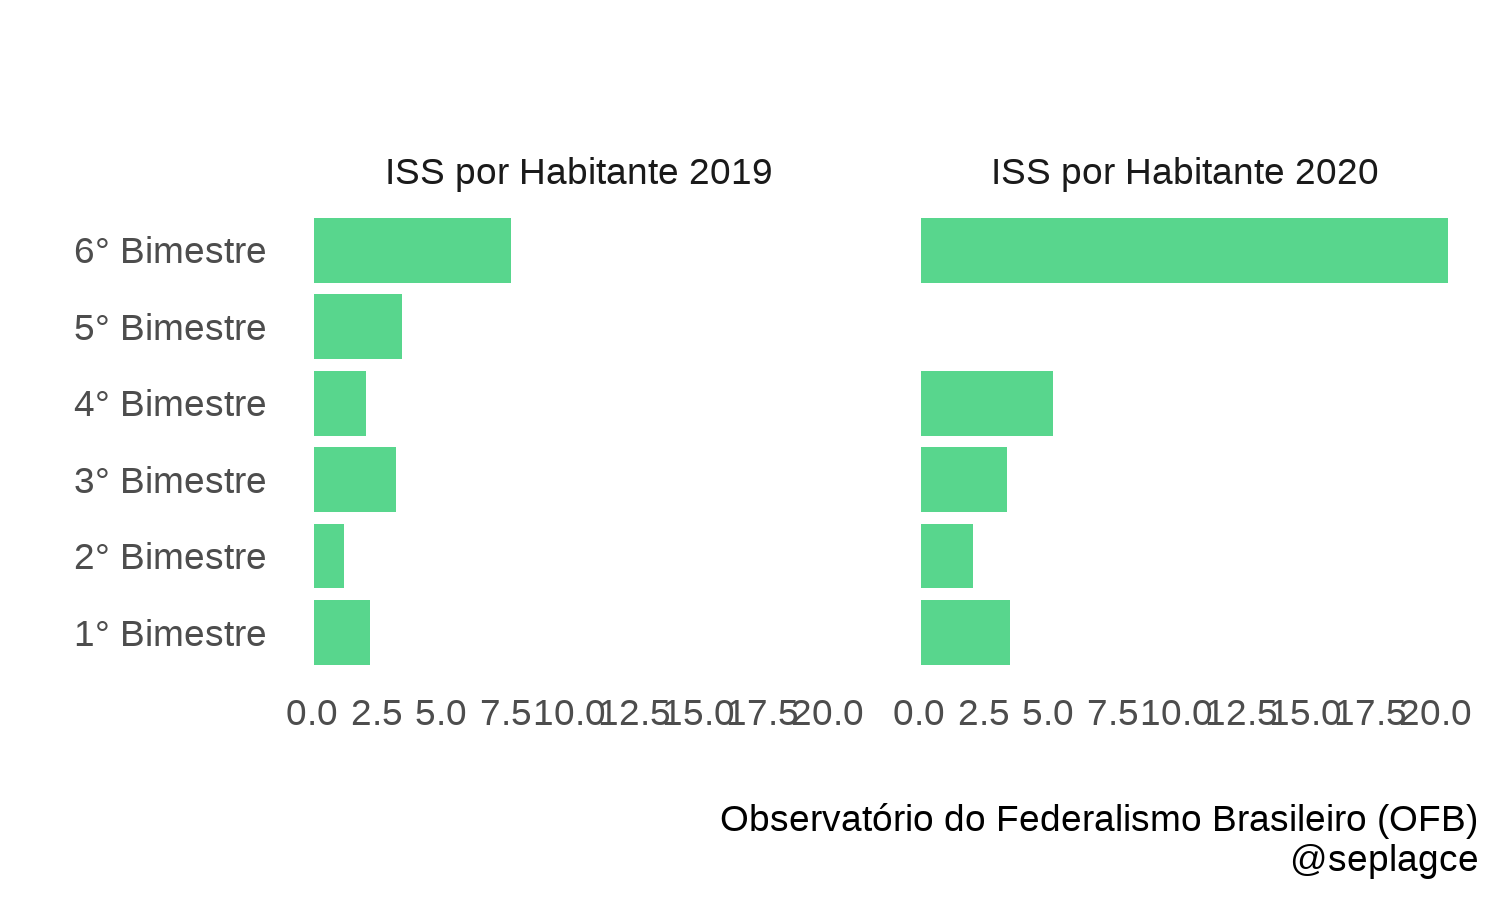 ISS por Habitante 2019 ISS por Habitante 2020
6° Bimestre
5° Bimestre
4° Bimestre
3° Bimestre
2° Bimestre
1° Bimestre
0.0 2.5 5.0 7.5 10.0 12.5 15.0 17.5 20.0 0.0 2.5 5.0 7.5 10.0 12.5 15.0 17.5 20.0
Observatório do Federalismo Brasileiro (OFB)
@seplagce